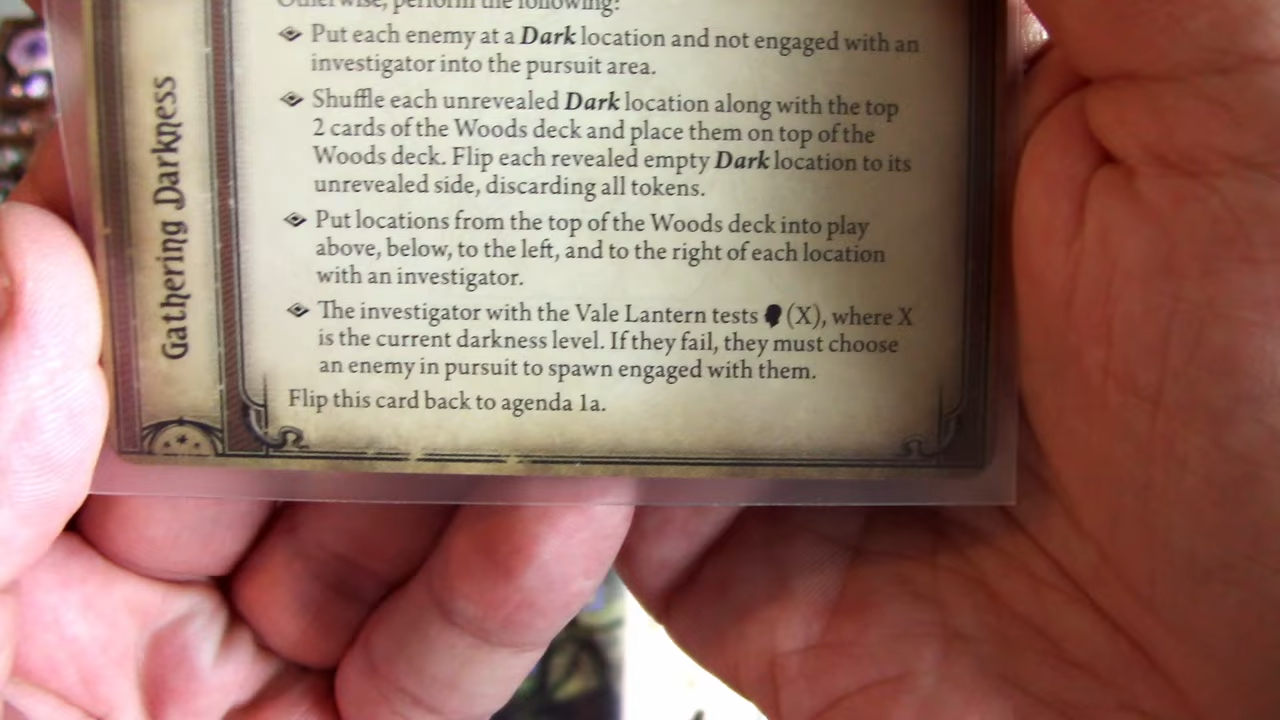 Otherwise, perform the following:
Put each enemy at a Dark location and not engaged with an
investigator into the pursuit area.
Shuffle each unrevealed Dark location along with the top
2 cards of the Woods deck and place them on top of the
Woods deck. Flip each revealed empty Dark location to its
unrevealed side, discarding all tokens.
Put locations from the top of the Woods deck into play
above, below, to the left, and to the right of each location
with an investigator.
The investigator with the Vale Lantern tests (X), where X
is the current darkness level. If they fail, they must choose
an enemy in pursuit to spawn engaged with them.
Flip this card back to agenda 1a.
Gathering Darkness